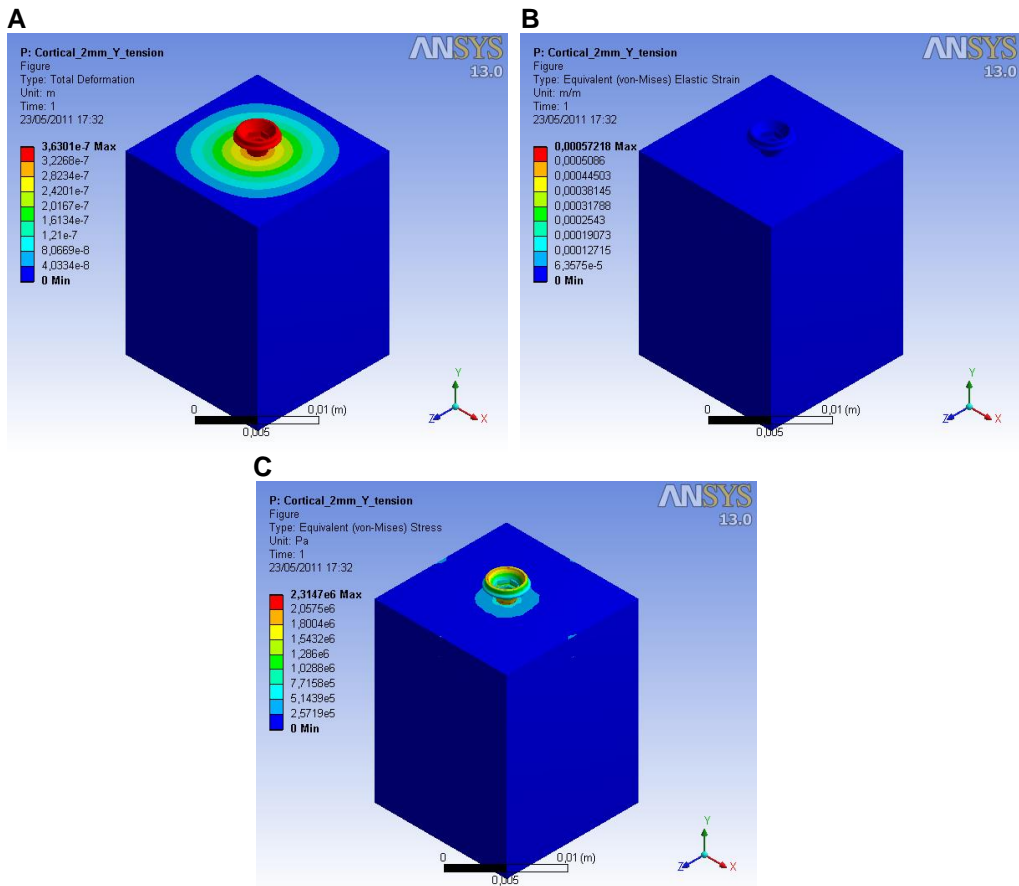 A
P: Cortical_2mm_Y_tension
Figure
Type: Total Deformation
Unit: m
Time: 1
23/05/2011 17:32
ANSYS
13.0
3,6301e-7 Max
3,2268e-7
2,8234e-7
2,4201e-7
2,0167e-7
1,6134e-7
1,21e-7
8,0669e-8
4,0334e-8
0 Min
0
0,01 (m)
0,005
Y
Z
X
B
P: Cortical_2mm_Y_tension
Figure
Type: Equivalent (von-Mises) Elastic Strain
Unit: m/m
Time: 1
23/05/2011 17:32
ANSYS
13.0
0,00057218 Max
0,0005086
0,00044503
0,00038145
0,00031788
0,0002543
0,00019073
0,00012715
6,3575e-5
0 Min
0
0,01 (m)
0,005
Y
Z
X
C
P: Cortical_2mm_Y_tension
Figure
Type: Equivalent (von-Mises) Stress
Unit: Pa
Time: 1
23/05/2011 17:32
ANSYS
13.0
2,3147e6 Max
2,0575e6
1,8004e6
1,5432e6
1,286e6
1,0288e6
7,7158e5
5,1439e5
2,5719e5
0 Min
0
0,01 (m)
0,005
Y
Z
X